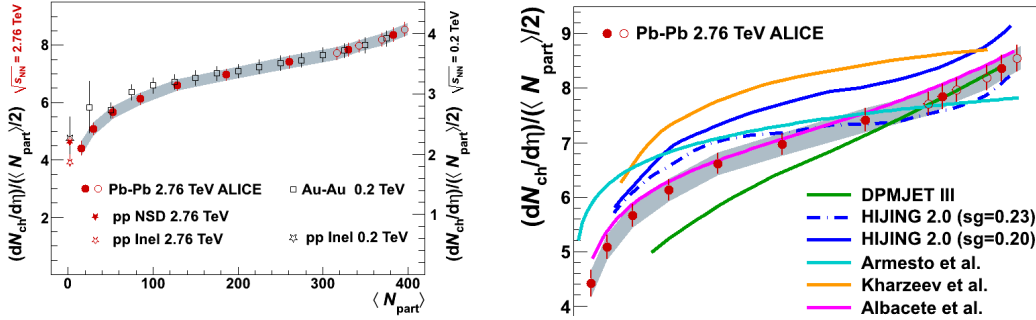 (dN_ch/dη)/(⟨ N_part ⟩/2) √s_NN = 2.76 TeV
8
6
4
2
Pb-Pb 2.76 TeV ALICE
pp NSD 2.76 TeV
pp Inel 2.76 TeV
Au-Au 0.2 TeV
pp Inel 0.2 TeV
0 100 200 300 400
⟨ N_part ⟩
(dN_ch/dη)/(⟨ N_part ⟩/2) √s_NN = 0.2 TeV
4
3
2
1
(dN_ch/dη)/(⟨ N_part ⟩/2)
9
8
7
6
5
4
Pb-Pb 2.76 TeV ALICE
DPMJET III
HIJING 2.0 (sg=0.23)
HIJING 2.0 (sg=0.20)
Armesto et al.
Kharzeev et al.
Albacete et al.